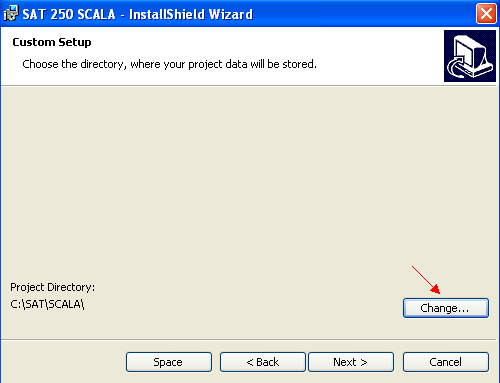 SAT 250 SCALA - InstallShield Wizard
Custom Setup
Choose the directory, where your project data will be stored.
Project Directory:
C:\SAT\SCALA\
Change...
Space
< Back
Next >
Cancel